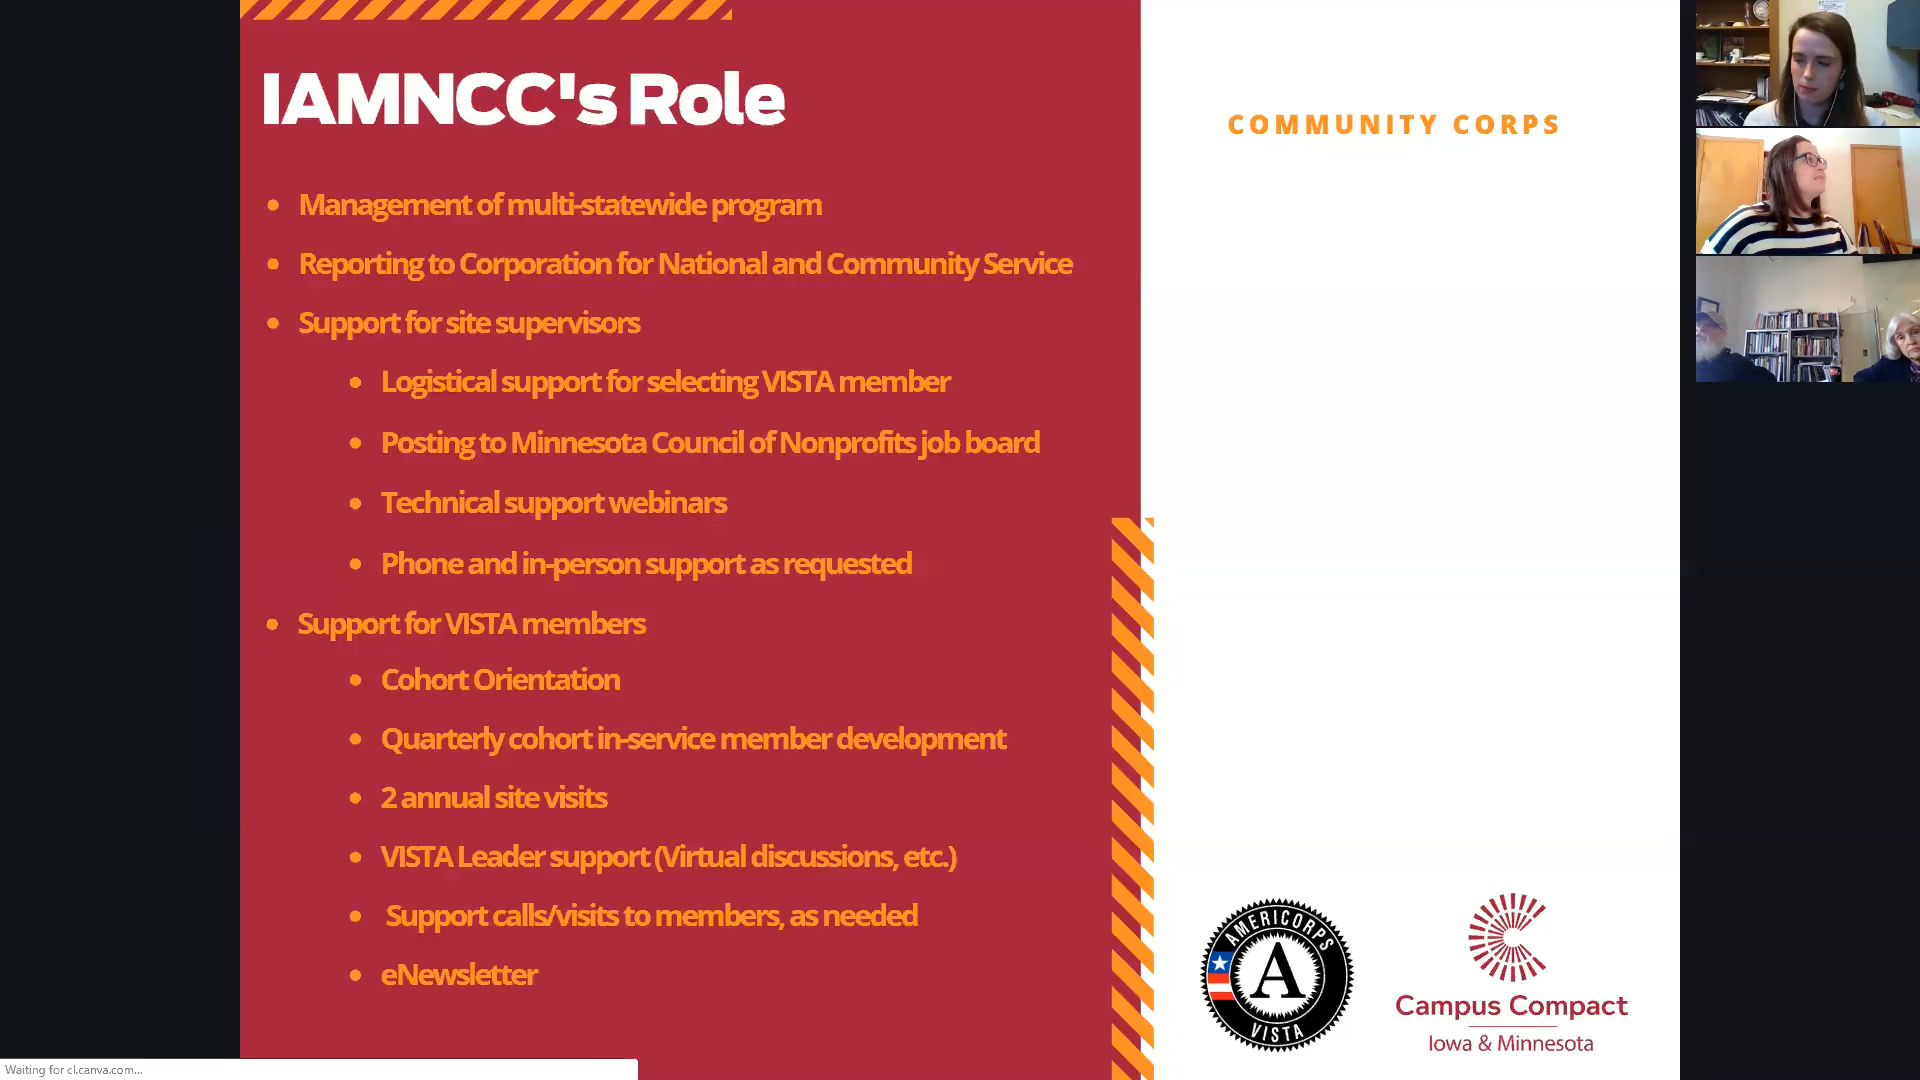 IAMNCC's Role
Management of multi-statewide program
Reporting to Corporation for National and Community Service
Support for site supervisors
Logistical support for selecting VISTA member
Posting to Minnesota Council of Nonprofits job board
Technical support webinars
Phone and in-person support as requested
Support for VISTA members
Cohort Orientation
Quarterly cohort in-service member development
2 annual site visits
VISTA Leader support (Virtual discussions, etc.)
Support calls/visits to members, as needed
eNewsletter
COMMUNITY CORPS
AMERICORPS
A
VISTA
Campus Compact
Iowa & Minnesota
Waiting for cl.canva.com...